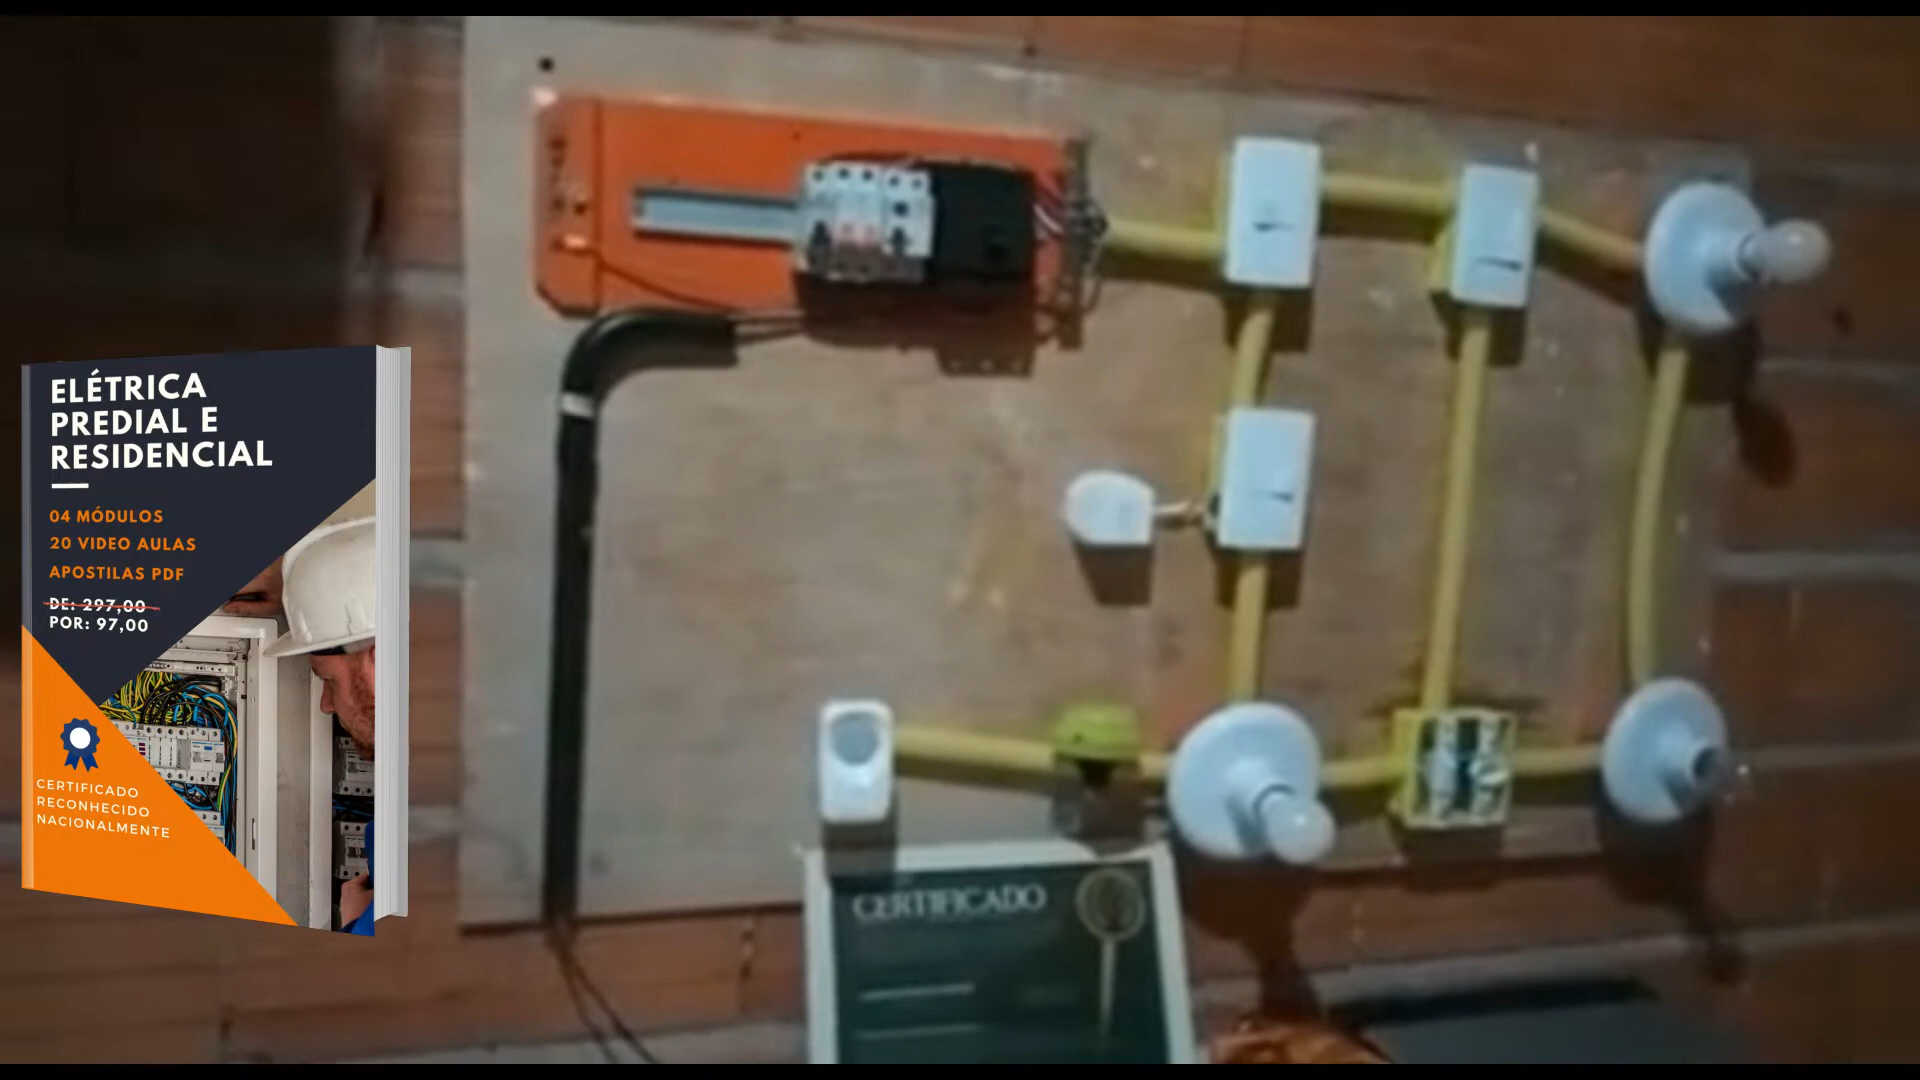 ELÉTRICA
PREDIAL E
RESIDENCIAL
04 MÓDULOS
20 VIDEO AULAS
APOSTILAS PDF
DE: 297,00
POR: 97,00
CERTIFICADO
RECONHECIDO
NACIONALMENTE
CERTIFICADO